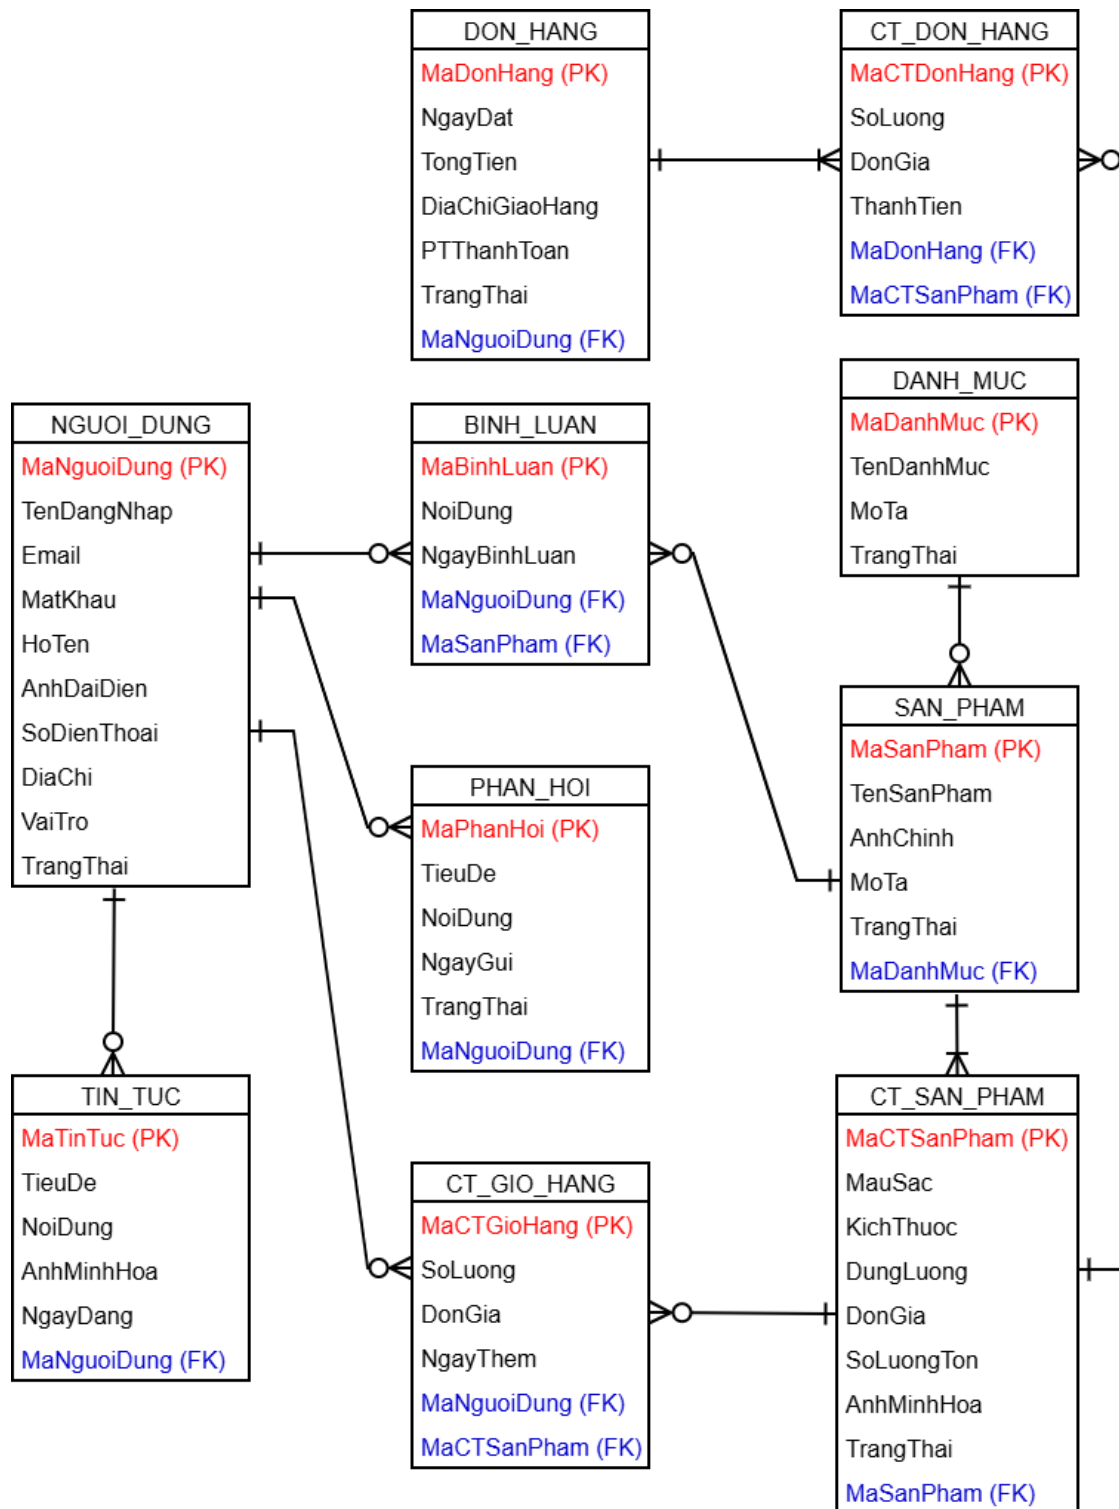 DON_HANG
MaDonHang (PK)
NgayDat
TongTien
DiaChiGiaoHang
PTThanhToan
TrangThai
MaNguoiDung (FK)
CT_DON_HANG
MaCTDonHang (PK)
SoLuong
DonGia
ThanhTien
MaDonHang (FK)
MaCTSanPham (FK)
NGUOI_DUNG
MaNguoiDung (PK)
TenDangNhap
Email
MatKhau
HoTen
AnhDaiDien
SoDienThoai
DiaChi
VaiTro
TrangThai
BINH_LUAN
MaBinhLuan (PK)
NoiDung
NgayBinhLuan
MaNguoiDung (FK)
MaSanPham (FK)
DANH_MUC
MaDanhMuc (PK)
TenDanhMuc
MoTa
TrangThai
PHAN_HOI
MaPhanHoi (PK)
TieuDe
NoiDung
NgayGui
TrangThai
MaNguoiDung (FK)
SAN_PHAM
MaSanPham (PK)
TenSanPham
AnhChinh
MoTa
TrangThai
MaDanhMuc (FK)
TIN_TUC
MaTinTuc (PK)
TieuDe
NoiDung
AnhMinhHoa
NgayDang
MaNguoiDung (FK)
CT_GIO_HANG
MaCTGioHang (PK)
SoLuong
DonGia
NgayThem
MaNguoiDung (FK)
MaCTSanPham (FK)
CT_SAN_PHAM
MaCTSanPham (PK)
MauSac
KichThuoc
DungLuong
DonGia
SoLuongTon
AnhMinhHoa
TrangThai
MaSanPham (FK)